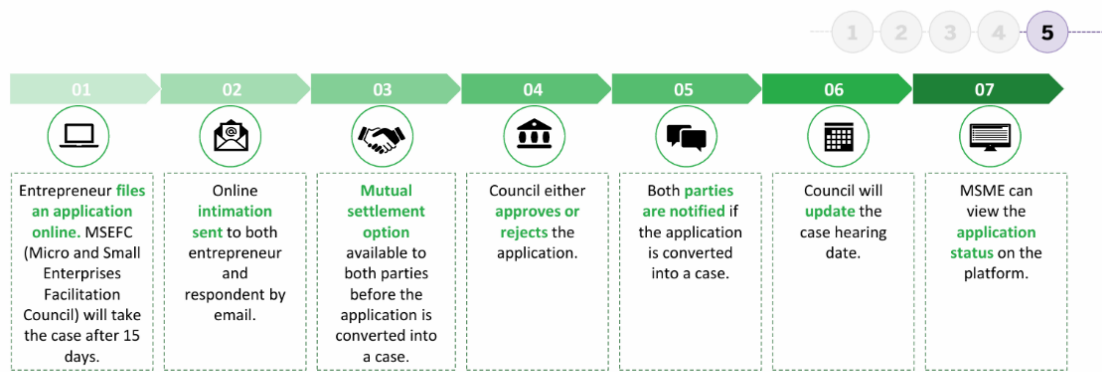 1 2 3 4 5
01 02 03 04 05 06 07
@
Entrepreneur files
an application
online. MSEFC
(Micro and Small
Enterprises
Facilitation
Council) will take
the case after 15
days.
Online
intimation
sent to both
entrepreneur
and
respondent by
email.
Mutual
settlement
option
available to
both parties
before the
application is
converted into
a case.
Council either
approves or
rejects the
application.
Both parties
are notified if
the application
is converted
into a case.
Council will
update the
case hearing
date.
MSME can
view the
application
status on the
platform.